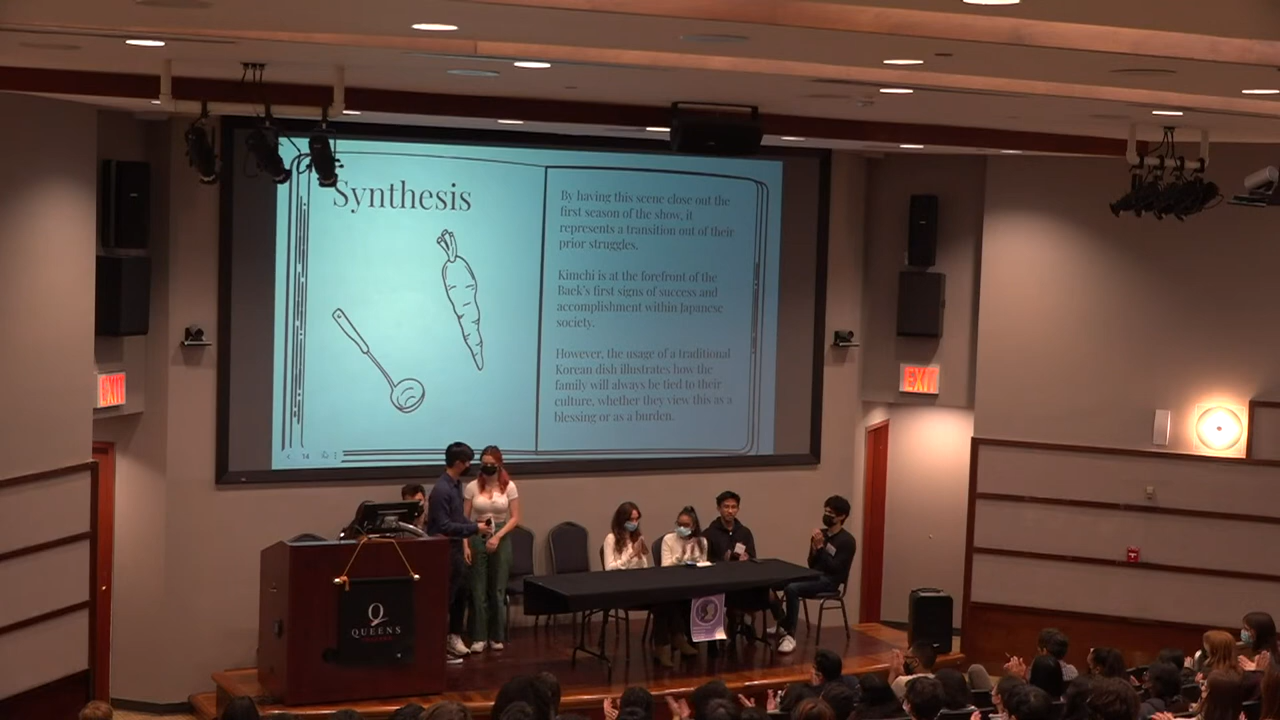 Synthesis
By having this scene close out the
first season of the show, it
represents a transition out of their
prior struggles.
Kimchi is at the forefront of the
Baek's first signs of success and
accomplishment within Japanese
society.
However, the usage of a traditional
Korean dish illustrates how the
family will always be tied to their
culture, whether they view this as a
blessing or as a burden.
14
EXIT
EXIT
Q
QUEENS